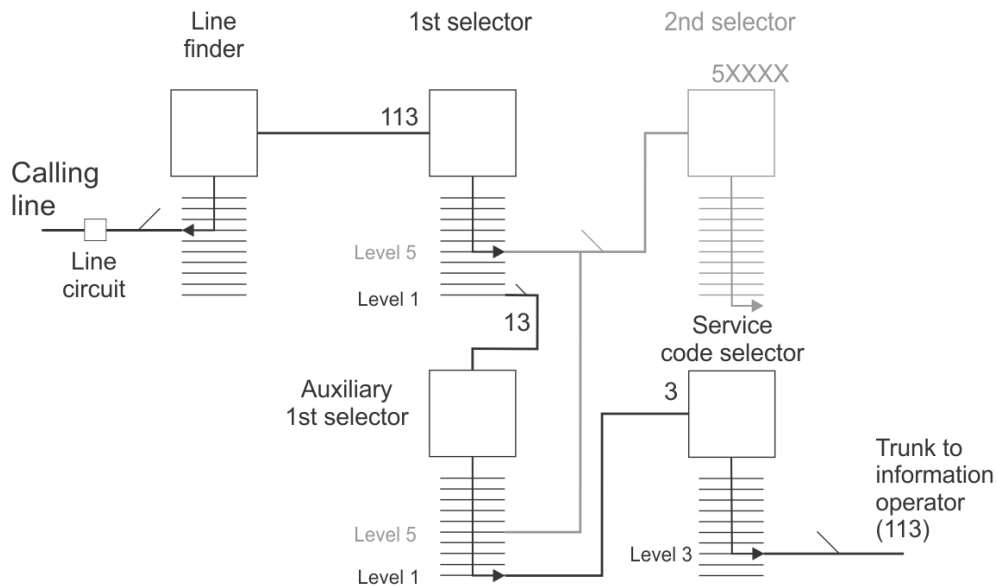 Line
finder
1st selector
2nd selector
5XXXX
113
Calling
line
Line
circuit
Level 5
Level 1
13
Service
code selector
Auxiliary
1st selector
3
Trunk to
information
operator
(113)
Level 5
Level 3
Level 1